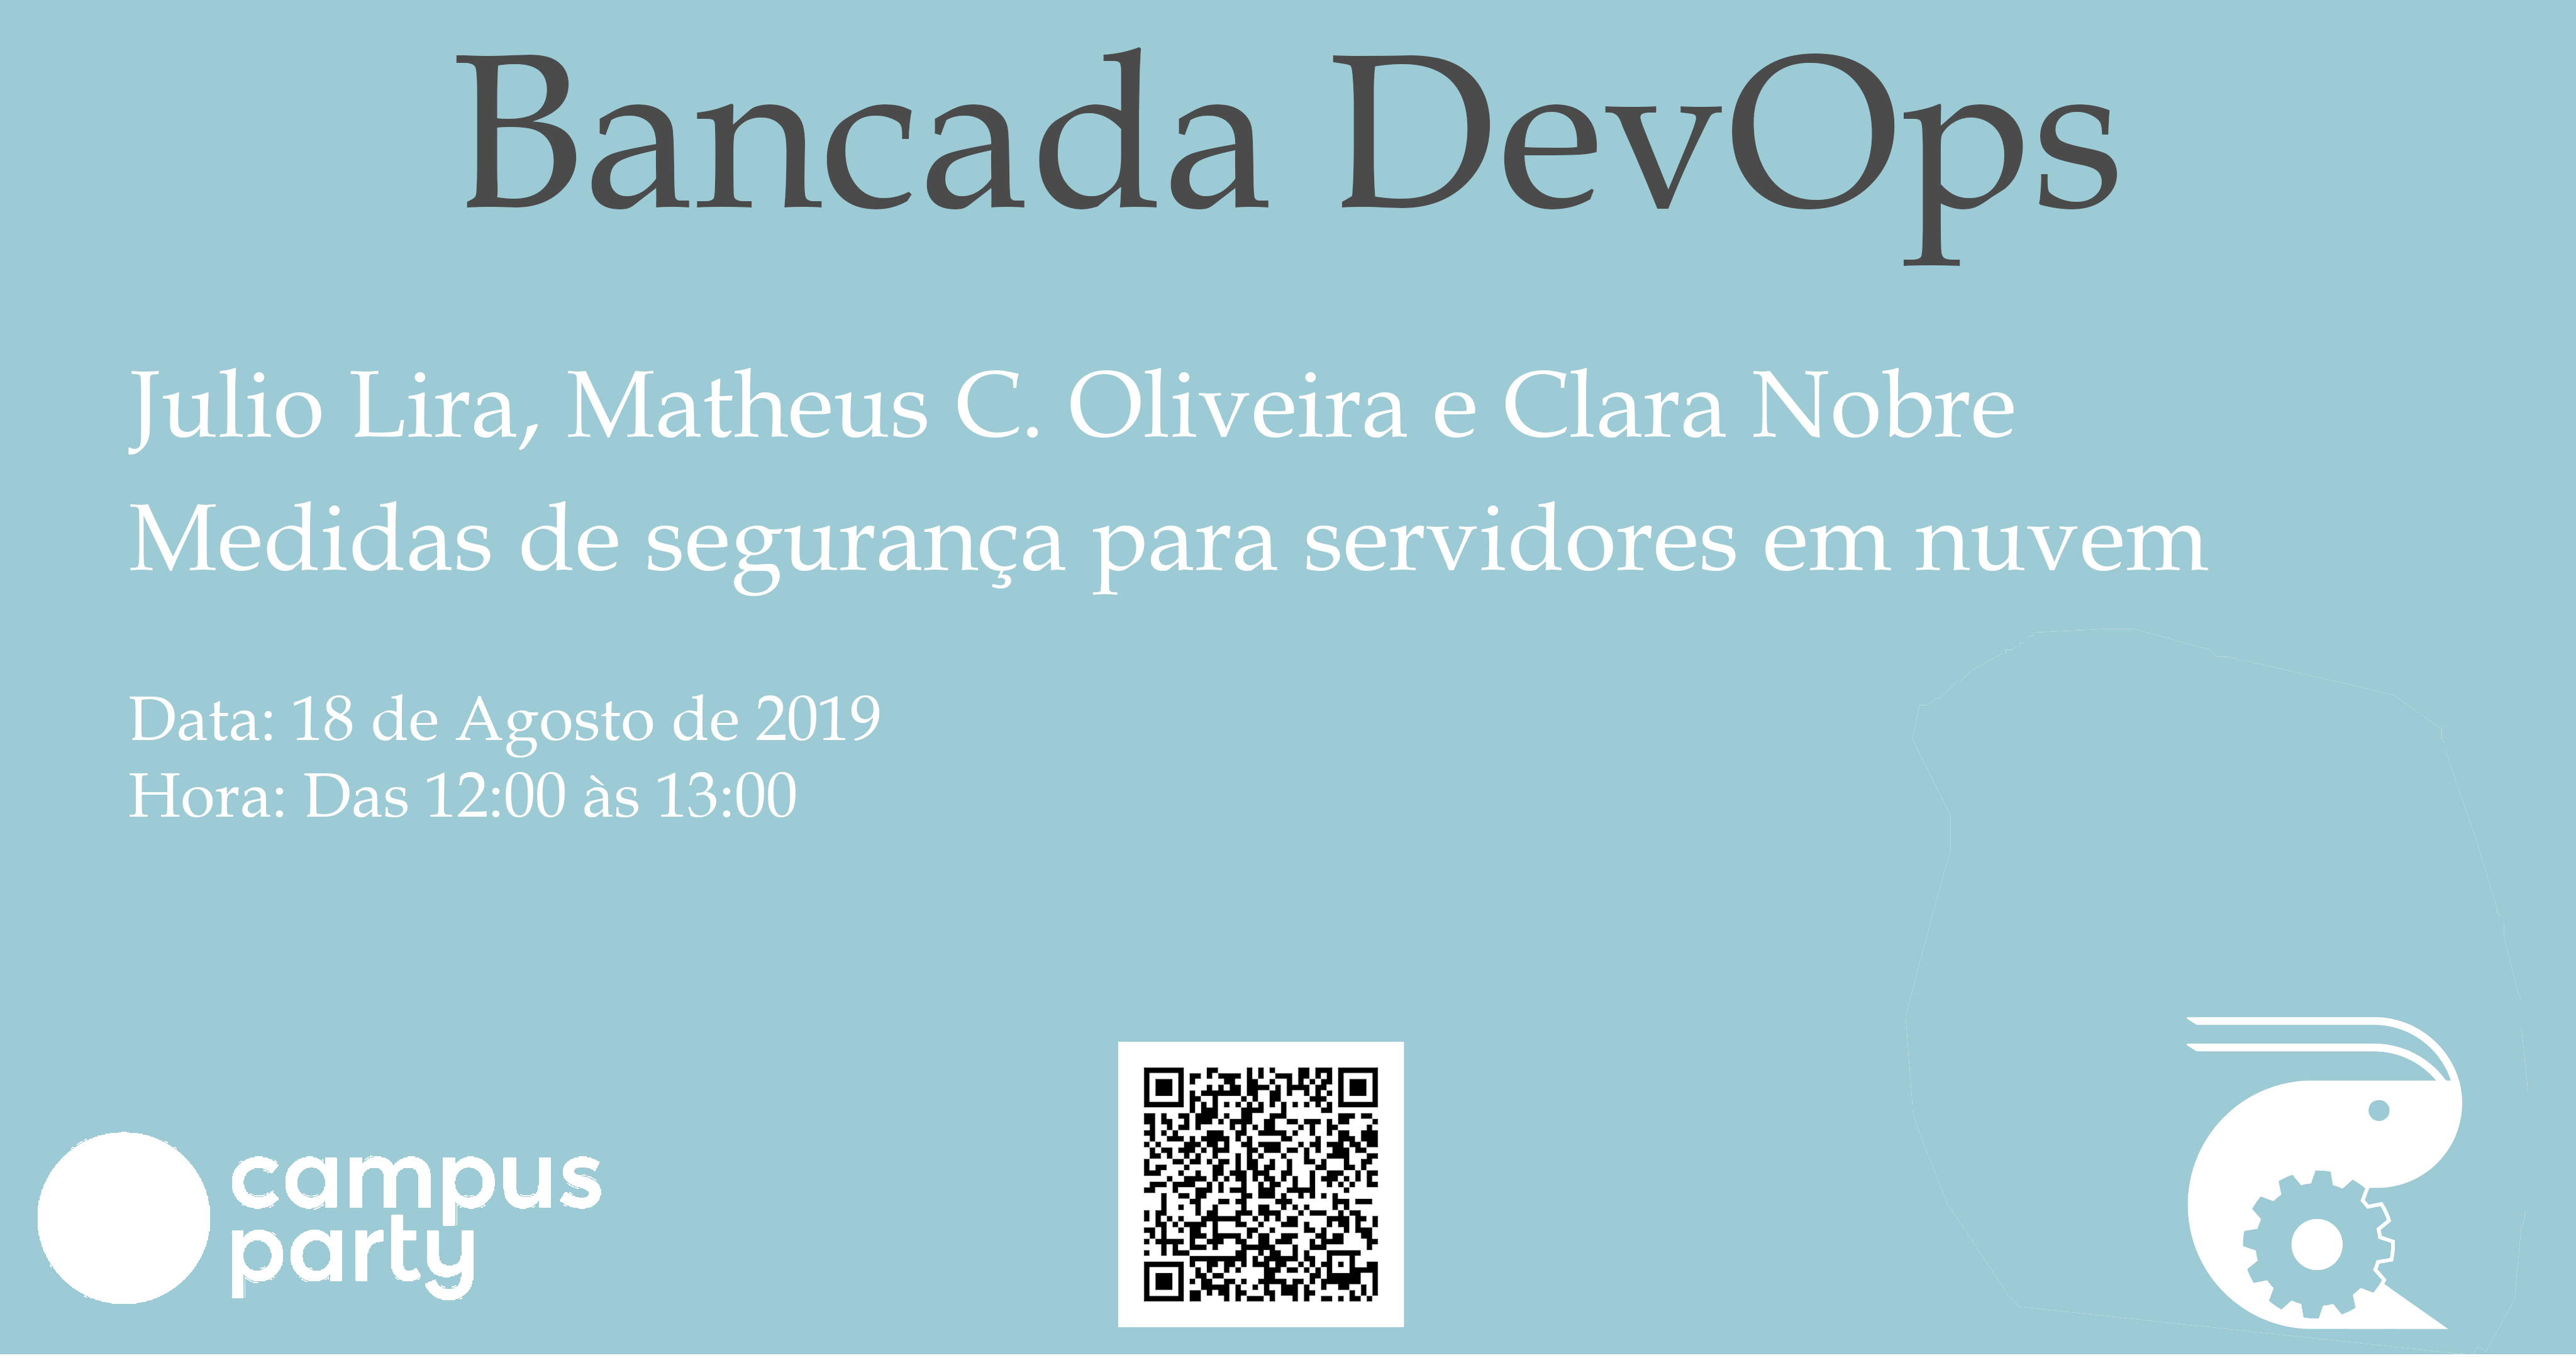 Bancada DevOps
Julio Lira, Matheus C. Oliveira e Clara Nobre
Medidas de segurança para servidores em nuvem
Data: 18 de Agosto de 2019
Hora: Das 12:00 às 13:00
campus
party